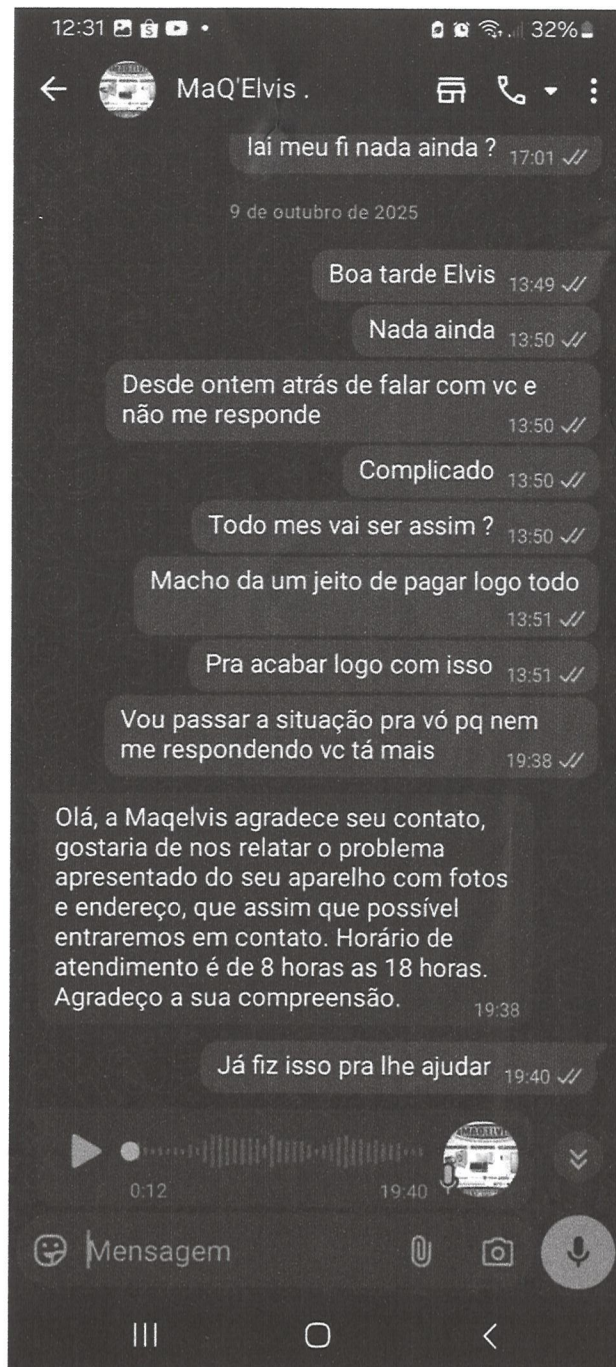 12:31
32%
MaQ'Elvis .
Iai meu fi nada ainda ? 17:01
9 de outubro de 2025
Boa tarde Elvis 13:49
Nada ainda 13:50
Desde ontem atrás de falar com vc e
não me responde
13:50
Complicado 13:50
Todo mes vai ser assim ? 13:50
Macho da um jeito de pagar logo todo
13:51
Pra acabar logo com isso 13:51
Vou passar a situação pra vó pq nem
me respondendo vc tá mais 19:38
Olá, a Maqelvis agradece seu contato,
gostaria de nos relatar o problema
apresentado do seu aparelho com fotos
e endereço, que assim que possível
entraremos em contato. Horário de
atendimento é de 8 horas as 18 horas.
Agradeço a sua compreensão. 19:38
Já fiz isso pra lhe ajudar 19:40
0:12 19:40
Mensagem